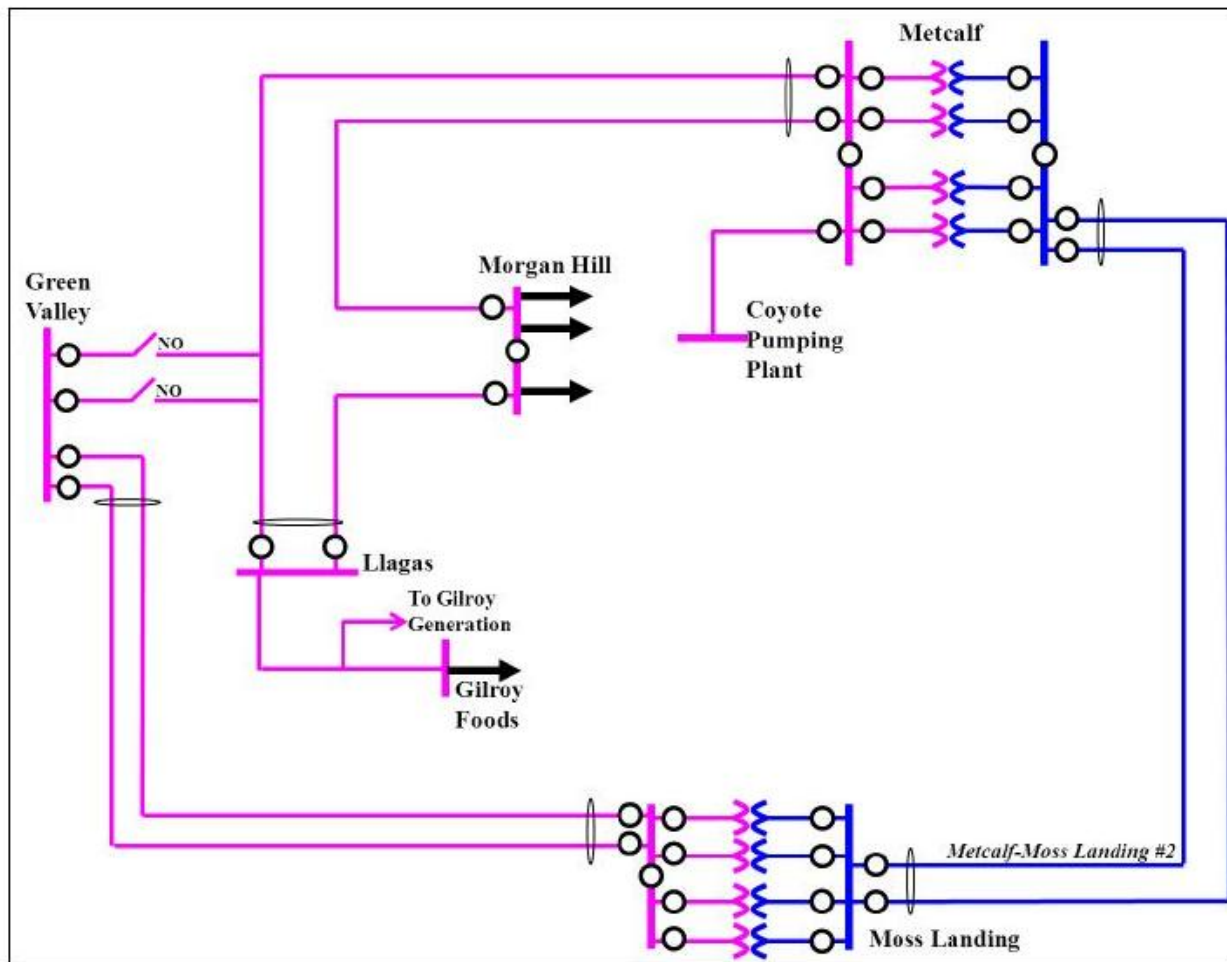 Metcalf
Green
Valley
NO
NO
Morgan Hill
Coyote
Pumping
Plant
Llagas
To Gilroy
Generation
Gilroy
Foods
Metcalf-Moss Landing #2
Moss Landing